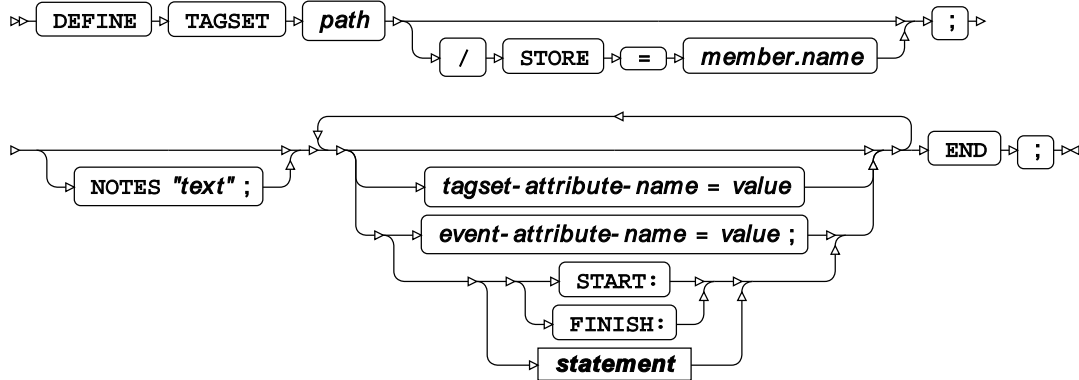 DEFINE TAGSET path ;
/ STORE = member.name
END ;
NOTES "text" ;
tagset-attribute-name = value
event-attribute-name = value ;
START:
FINISH:
statement